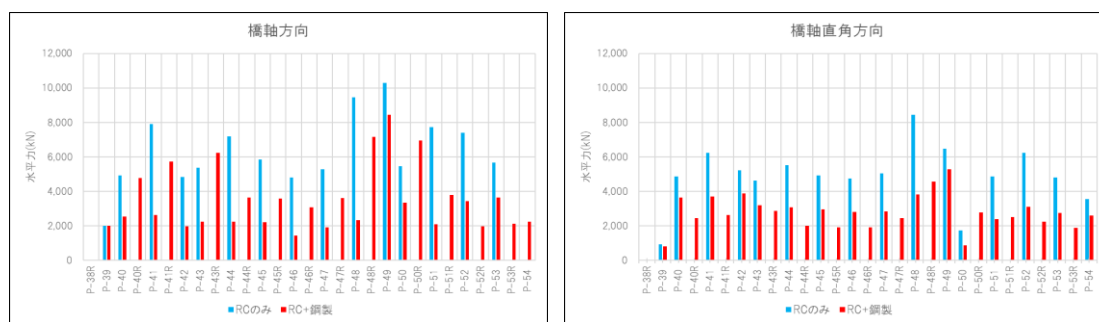 橋軸方向
12,000
10,000
8,000
6,000
4,000
2,000
0
水平力(kN)
P-38R
P-39
P-40
P-40R
P-41
P-41R
P-42
P-43
P-43R
P-44
P-44R
P-45
P-45R
P-46
P-46R
P-47
P-47R
P-48
P-48R
P-49
P-50
P-50R
P-51
P-51R
P-52
P-52R
P-53
P-53R
P-54
RCのみ RC+鋼製
橋軸直角方向
12,000
10,000
8,000
6,000
4,000
2,000
0
水平力(kN)
P-38R
P-39
P-40
P-40R
P-41
P-41R
P-42
P-43
P-43R
P-44
P-44R
P-45
P-45R
P-46
P-46R
P-47
P-47R
P-48
P-48R
P-49
P-50
P-50R
P-51
P-51R
P-52
P-52R
P-53
P-53R
P-54
RCのみ RC+鋼製